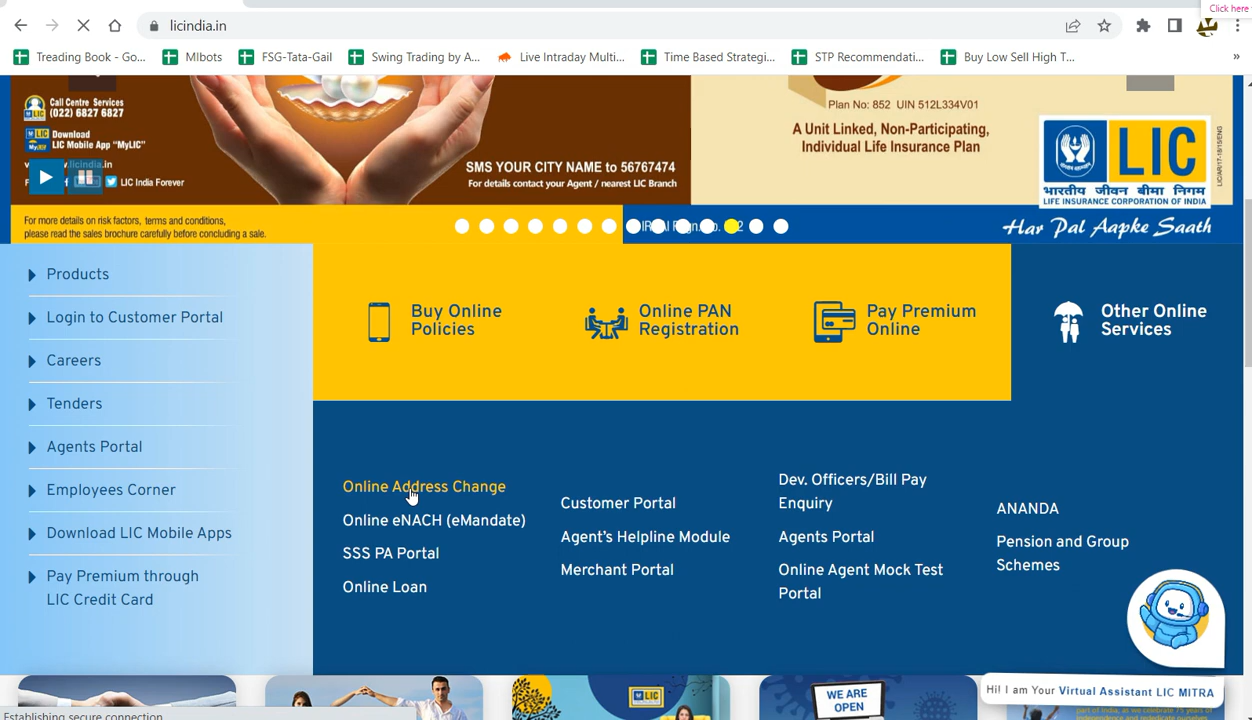 Click here
licindia.in
Treading Book - Go...
MIbots
FSG-Tata-Gail
Swing Trading by A...
Live Intraday Multi...
Time Based Strategi...
STP Recommendati...
Buy Low Sell High T...
»
Call Centre Services
(022) 6827 6827
Download
LIC Mobile App "MyLIC"
licindia.in
LIC India Forever
SMS YOUR CITY NAME to 56767474
For details contact your Agent / nearest LIC Branch
For more details on risk factors, terms and conditions,
please read the sales brochure carefully before concluding a sale.
Plan No: 852 UIN 512L334V01
A Unit Linked, Non-Participating,
Individual Life Insurance Plan
LIC
भारतीय जीवन बीमा निगम
LIFE INSURANCE CORPORATION OF INDIA
Har Pal Aapke Saath
Products
Login to Customer Portal
Careers
Tenders
Agents Portal
Employees Corner
Download LIC Mobile Apps
Pay Premium through
LIC Credit Card
Buy Online
Policies
Online PAN
Registration
Pay Premium
Online
Other Online
Services
Online Address Change
Online eNACH (eMandate)
SSS PA Portal
Online Loan
Customer Portal
Agent's Helpline Module
Merchant Portal
Dev. Officers/Bill Pay
Enquiry
Agents Portal
Online Agent Mock Test
Portal
ANANDA
Pension and Group
Schemes
LIC
WE ARE
OPEN
Hi! I am Your Virtual Assistant LIC MITRA
Establishing secure connection